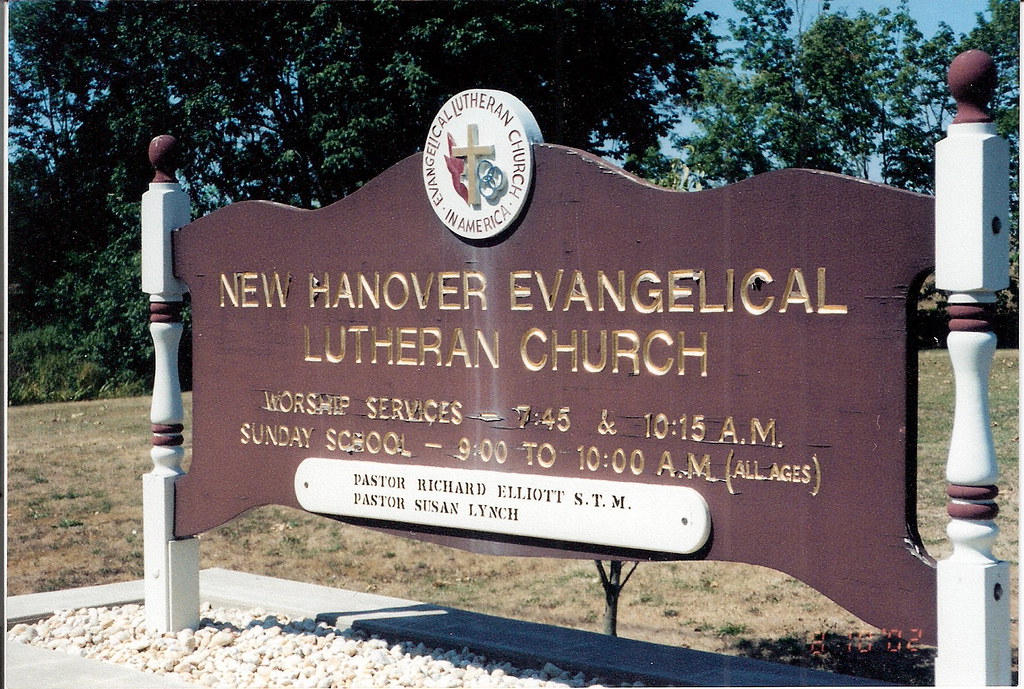 EVANGELICAL LUTHERAN CHURCH
· IN AMERICA ·
NEW HANOVER EVANGELICAL
LUTHERAN CHURCH
WORSHIP SERVICES – 7:45 & 10:15 A.M.
SUNDAY SCHOOL – 9:00 TO 10:00 A.M. (ALL AGES)
PASTOR RICHARD ELLIOTT S.T.M.
PASTOR SUSAN LYNCH